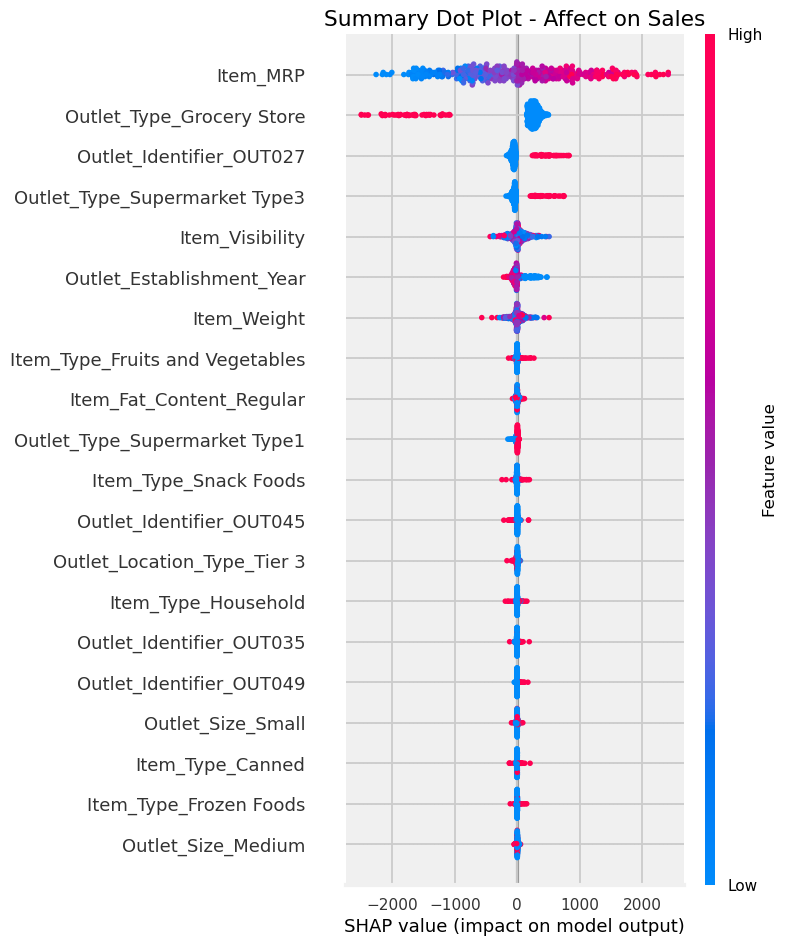 Summary Dot Plot - Affect on Sales
High
Item_MRP
Outlet_Type_Grocery Store
Outlet_Identifier_OUT027
Outlet_Type_Supermarket Type3
Item_Visibility
Outlet_Establishment_Year
Item_Weight
Item_Type_Fruits and Vegetables
Item_Fat_Content_Regular
Outlet_Type_Supermarket Type1
Item_Type_Snack Foods
Outlet_Identifier_OUT045
Outlet_Location_Type_Tier 3
Item_Type_Household
Outlet_Identifier_OUT035
Outlet_Identifier_OUT049
Outlet_Size_Small
Item_Type_Canned
Item_Type_Frozen Foods
Outlet_Size_Medium
Feature value
Low
−2000 −1000 0 1000 2000
SHAP value (impact on model output)